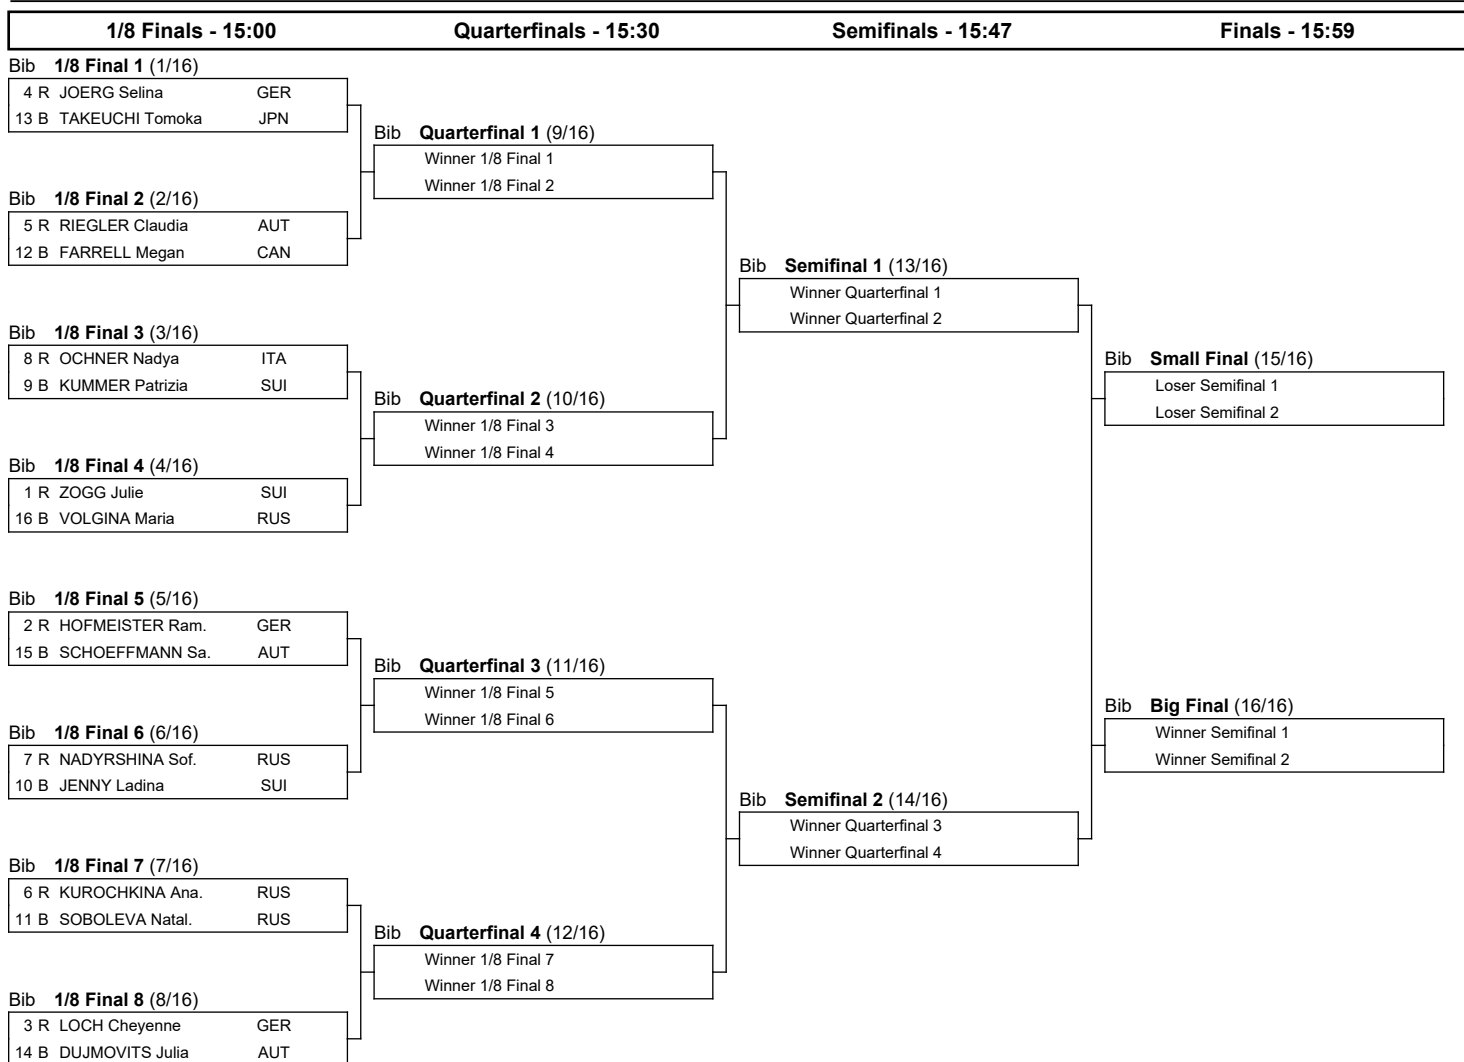 1/8 Finals - 15:00 Quarterfinals - 15:30 Semifinals - 15:47 Finals - 15:59
Bib 1/8 Final 1 (1/16)
4 R JOERG Selina GER
13 B TAKEUCHI Tomoka JPN
Bib 1/8 Final 2 (2/16)
5 R RIEGLER Claudia AUT
12 B FARRELL Megan CAN
Bib 1/8 Final 3 (3/16)
8 R OCHNER Nadya ITA
9 B KUMMER Patrizia SUI
Bib 1/8 Final 4 (4/16)
1 R ZOGG Julie SUI
16 B VOLGINA Maria RUS
Bib 1/8 Final 5 (5/16)
2 R HOFMEISTER Ram. GER
15 B SCHOEFFMANN Sa. AUT
Bib 1/8 Final 6 (6/16)
7 R NADYRSHINA Sof. RUS
10 B JENNY Ladina SUI
Bib 1/8 Final 7 (7/16)
6 R KUROCHKINA Ana. RUS
11 B SOBOLEVA Natal. RUS
Bib 1/8 Final 8 (8/16)
3 R LOCH Cheyenne GER
14 B DUJMOVITS Julia AUT
Bib Quarterfinal 1 (9/16)
Winner 1/8 Final 1
Winner 1/8 Final 2
Bib Quarterfinal 2 (10/16)
Winner 1/8 Final 3
Winner 1/8 Final 4
Bib Quarterfinal 3 (11/16)
Winner 1/8 Final 5
Winner 1/8 Final 6
Bib Quarterfinal 4 (12/16)
Winner 1/8 Final 7
Winner 1/8 Final 8
Bib Semifinal 1 (13/16)
Winner Quarterfinal 1
Winner Quarterfinal 2
Bib Semifinal 2 (14/16)
Winner Quarterfinal 3
Winner Quarterfinal 4
Bib Small Final (15/16)
Loser Semifinal 1
Loser Semifinal 2
Bib Big Final (16/16)
Winner Semifinal 1
Winner Semifinal 2